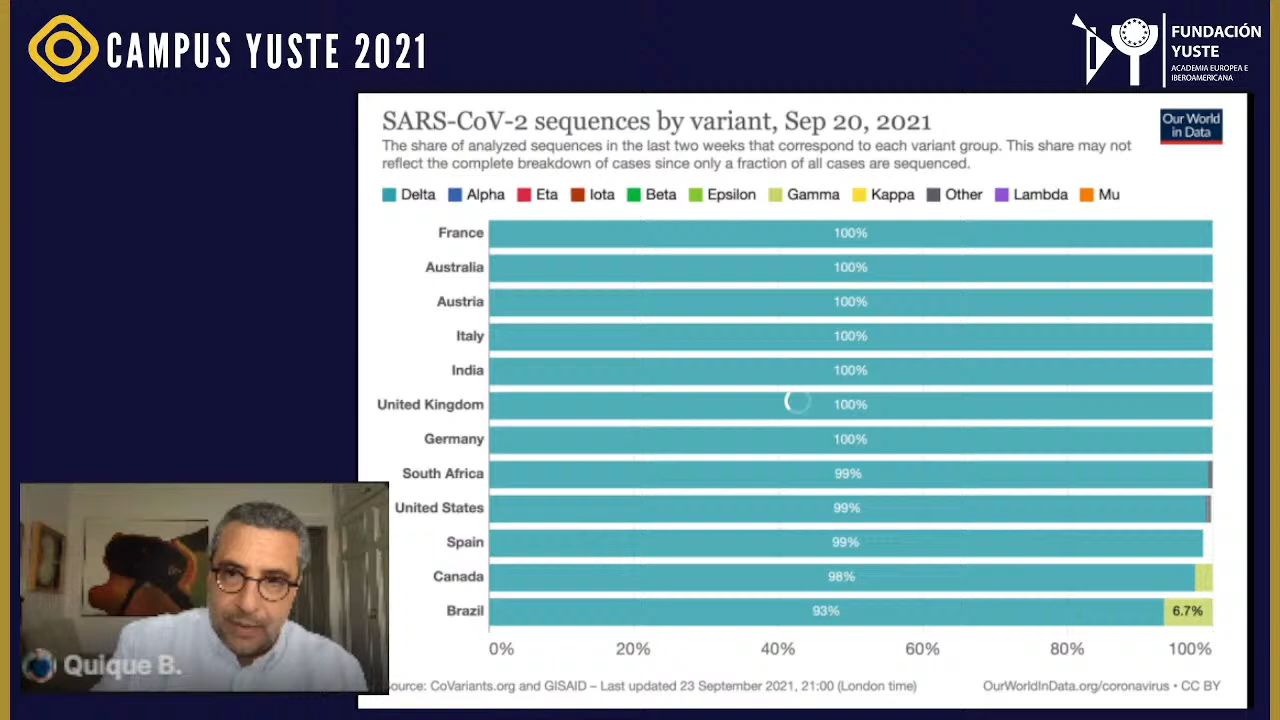 CAMPUS YUSTE 2021
FUNDACIÓN
YUSTE
ACADEMIA EUROPEA E
IBEROAMERICANA
SARS-CoV-2 sequences by variant, Sep 20, 2021
Our World
in Data
The share of analyzed sequences in the last two weeks that correspond to each variant group. This share may not
reflect the complete breakdown of cases since only a fraction of all cases are sequenced.
Delta Alpha Eta Iota Beta Epsilon Gamma Kappa Other Lambda Mu
France 100%
Australia 100%
Austria 100%
Italy 100%
India 100%
United Kingdom 100%
Germany 100%
South Africa 99%
United States 99%
Spain 99%
Canada 98%
Brazil 93% 6.7%
0% 20% 40% 60% 80% 100%
Quique B.
ource: CoVariants.org and GISAID – Last updated 23 September 2021, 21:00 (London time)
OurWorldInData.org/coronavirus • CC BY